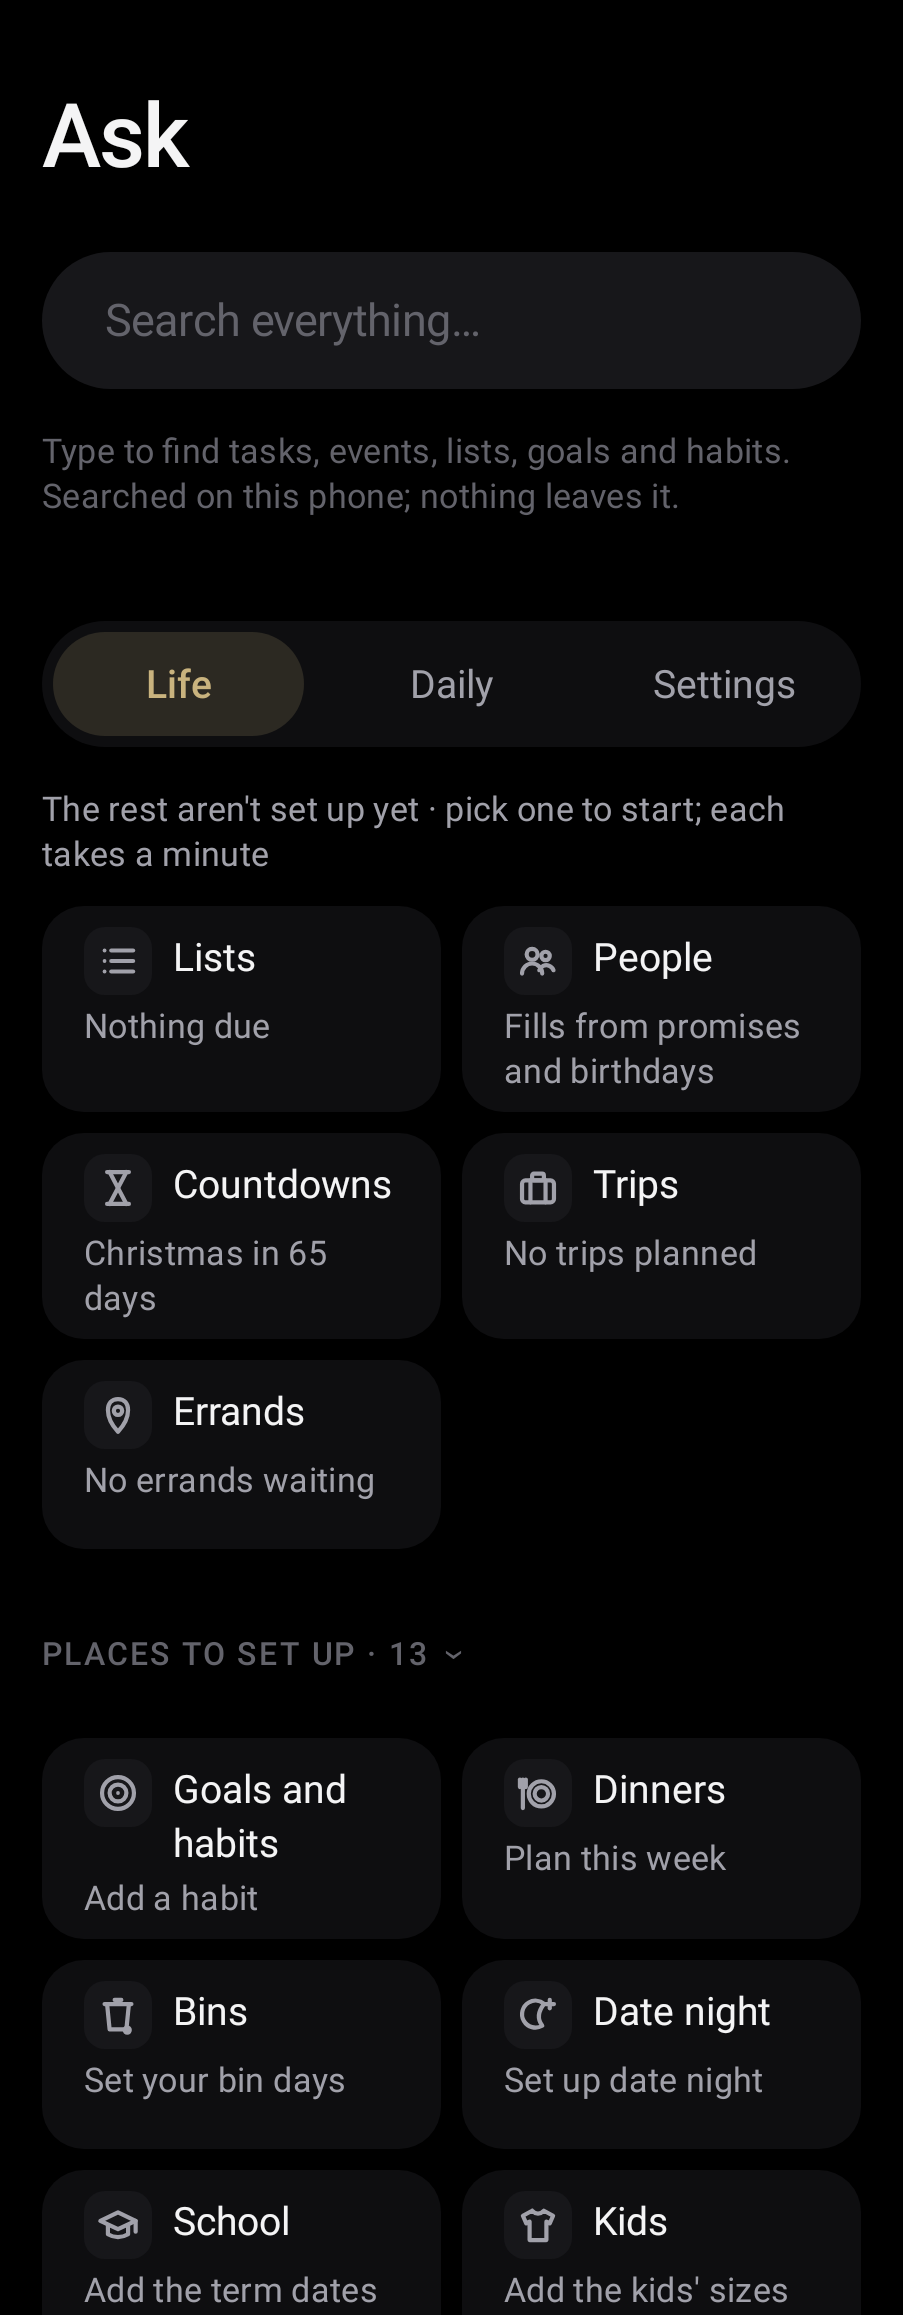 Ask
Search everything…
Type to find tasks, events, lists, goals and habits.
Searched on this phone; nothing leaves it.
Life
Daily
Settings
The rest aren't set up yet · pick one to start; each
takes a minute
Lists
Nothing due
People
Fills from promises
and birthdays
Countdowns
Christmas in 65
days
Trips
No trips planned
Errands
No errands waiting
PLACES TO SET UP · 13
Goals and
habits
Add a habit
Dinners
Plan this week
Bins
Set your bin days
Date night
Set up date night
School
Add the term dates
Kids
Add the kids' sizes